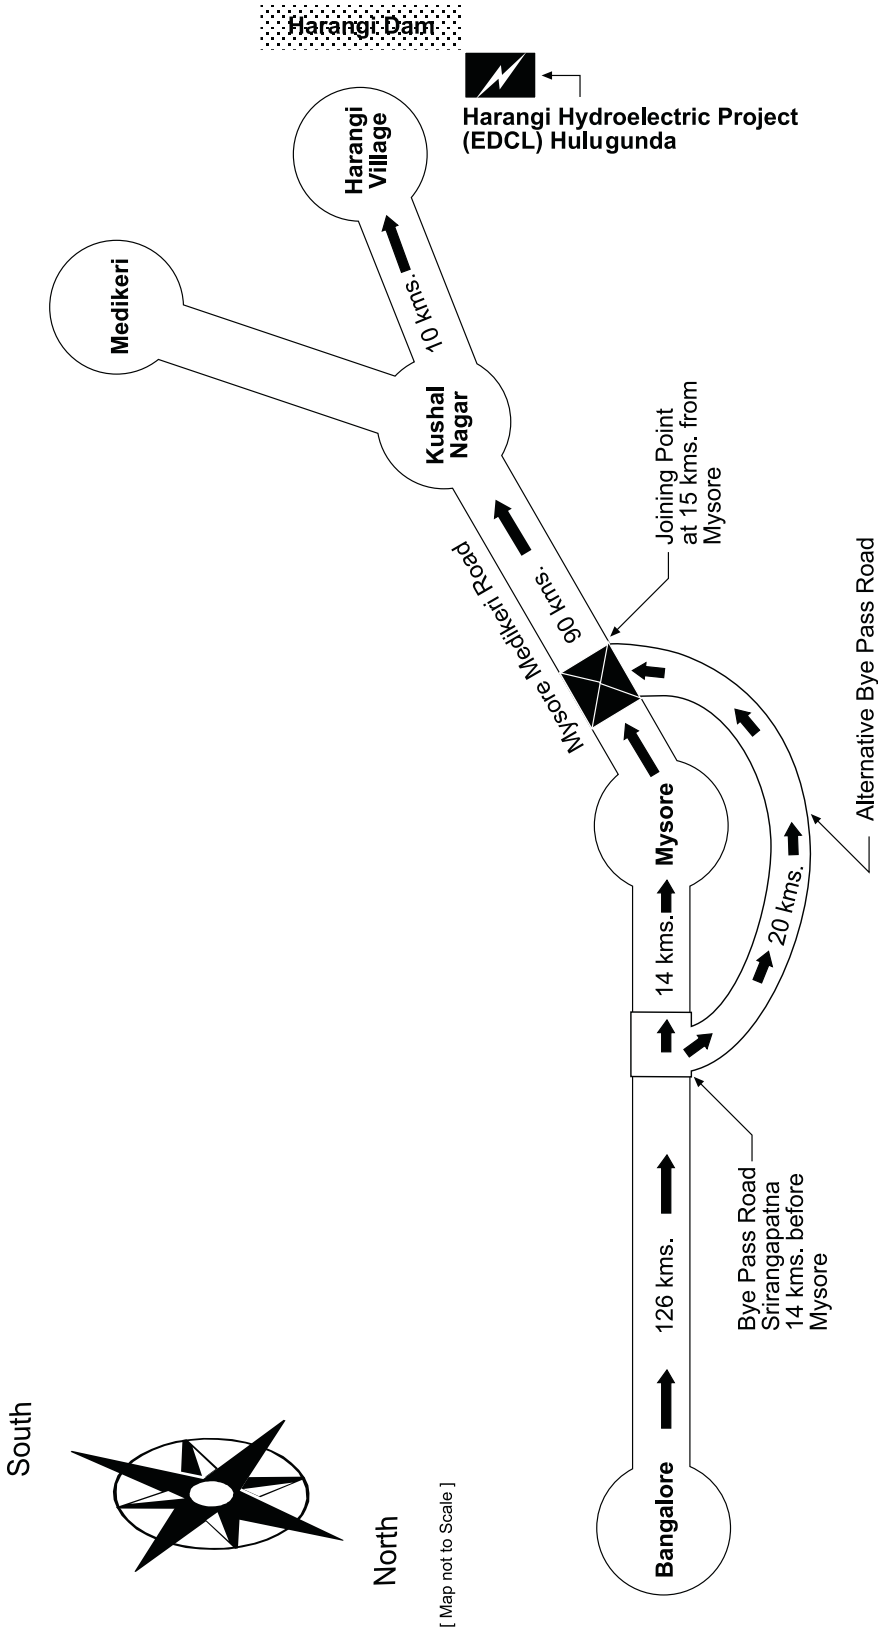 Harangi Dam
Harangi Hydroelectric Project
(EDCL) Hulugunda
Harangi
Village
Medikeri
10 kms.
Kushal
Nagar
Mysore Medikeri Road
90 kms.
Joining Point
at 15 kms. from
Mysore
Mysore
14 kms.
20 kms.
Alternative Bye Pass Road
Bye Pass Road
Srirangapatna
14 kms. before
Mysore
126 kms.
Bangalore
South
North
[ Map not to Scale ]